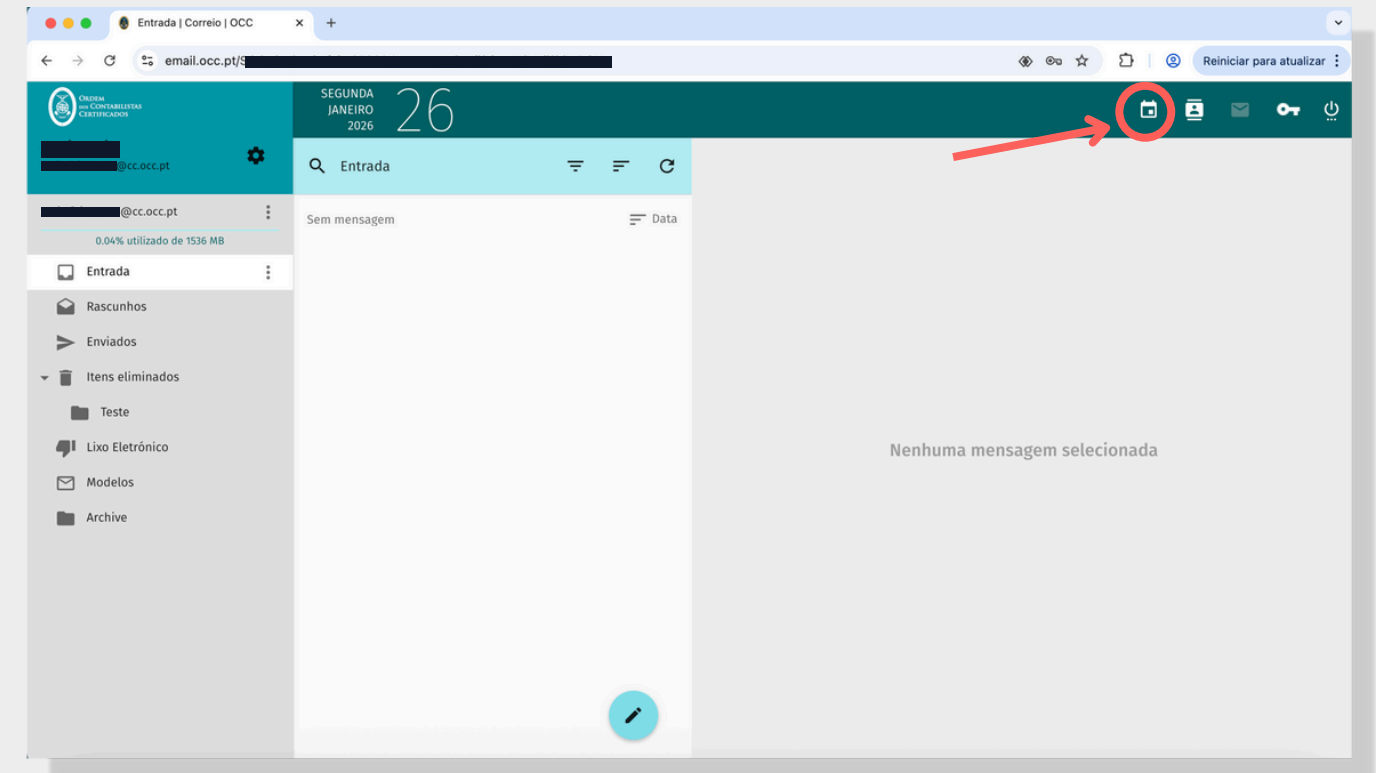 Entrada | Correio | OCC
email.occ.pt/S
Reiniciar para atualizar
ORDEM
DOS CONTABILISTAS
CERTIFICADOS
SEGUNDA
JANEIRO
2026
26
@cc.occ.pt
Entrada
@cc.occ.pt
0.04% utilizado de 1536 MB
Sem mensagem
Data
Entrada
Rascunhos
Enviados
Itens eliminados
Teste
Lixo Eletrónico
Modelos
Archive
Nenhuma mensagem selecionada